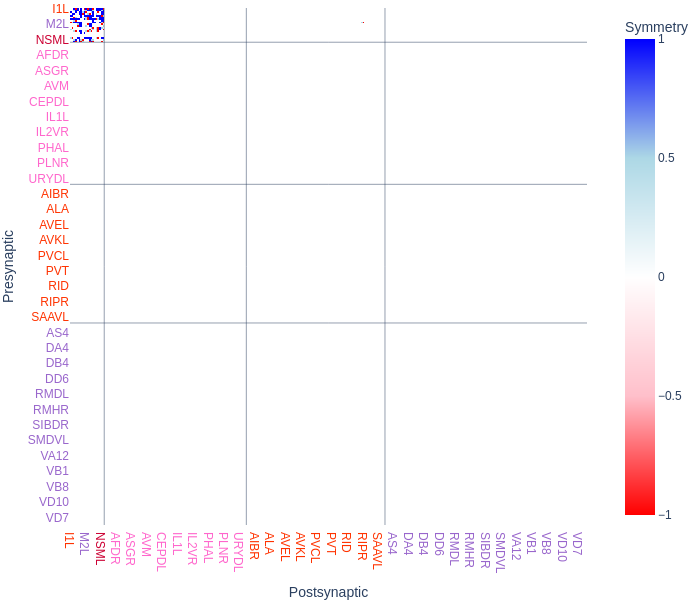 Symmetry
1
0.5
0
−0.5
−1
Presynaptic
I1L
M2L
NSML
AFDR
ASGR
AVM
CEPDL
IL1L
IL2VR
PHAL
PLNR
URYDL
AIBR
ALA
AVEL
AVKL
PVCL
PVT
RID
RIPR
SAAVL
AS4
DA4
DB4
DD6
RMDL
RMHR
SIBDR
SMDVL
VA12
VB1
VB8
VD10
VD7
I1L
M2L
NSML
AFDR
ASGR
AVM
CEPDL
IL1L
IL2VR
PHAL
PLNR
URYDL
AIBR
ALA
AVEL
AVKL
PVCL
PVT
RID
RIPR
SAAVL
AS4
DA4
DB4
DD6
RMDL
RMHR
SIBDR
SMDVL
VA12
VB1
VB8
VD10
VD7
Postsynaptic